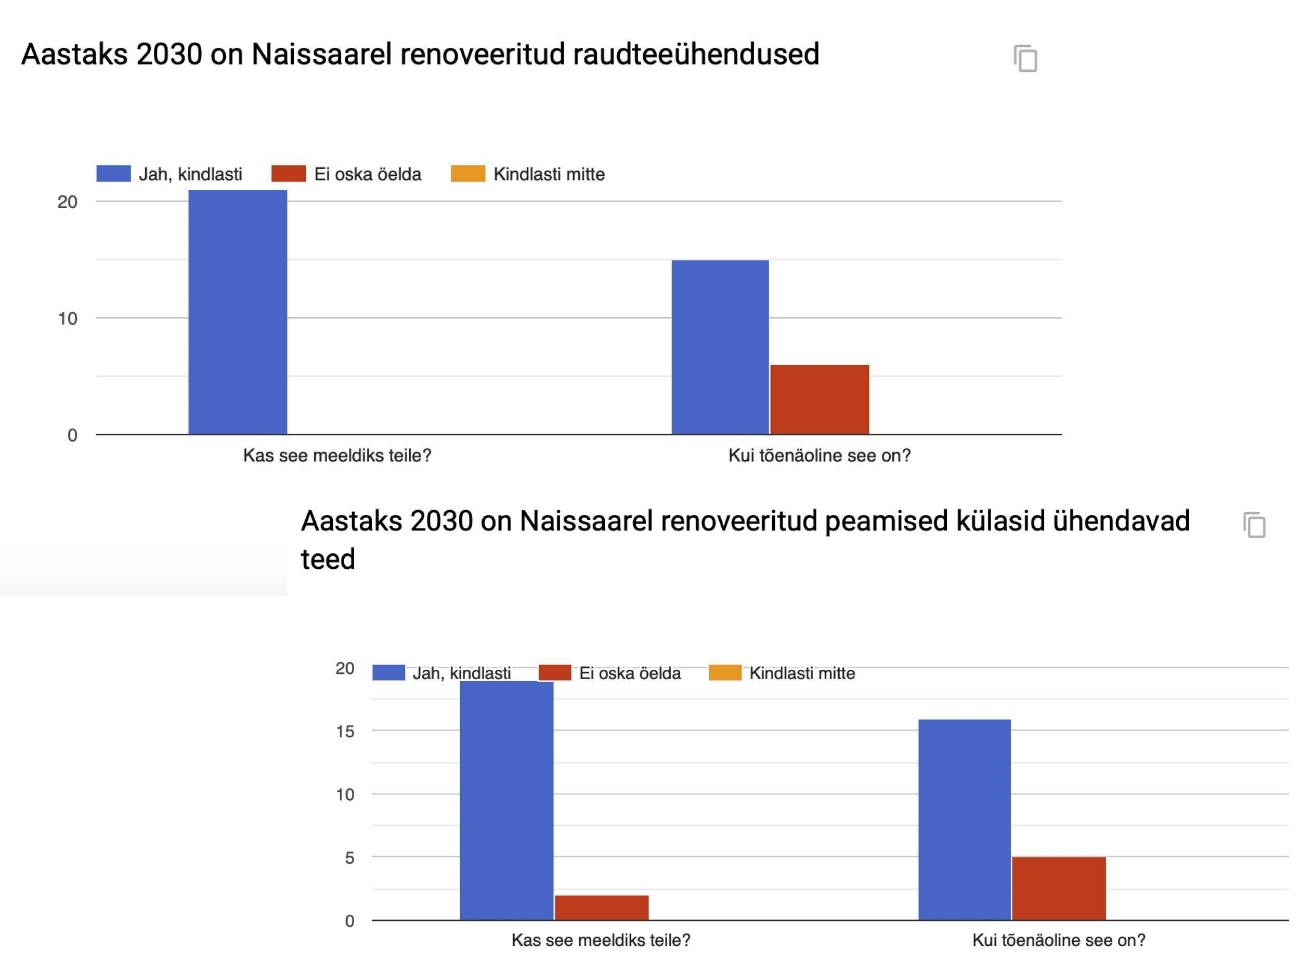 Aastaks 2030 on Naissaarel renoveeritud raudteeühendused
Jah, kindlasti Ei oska öelda Kindlasti mitte
20
10
0
Kas see meeldiks teile? Kui tõenäoline see on?
Aastaks 2030 on Naissaarel renoveeritud peamised külasid ühendavad
teed
20 Jah, kindlasti Ei oska öelda Kindlasti mitte
15
10
5
0
Kas see meeldiks teile? Kui tõenäoline see on?